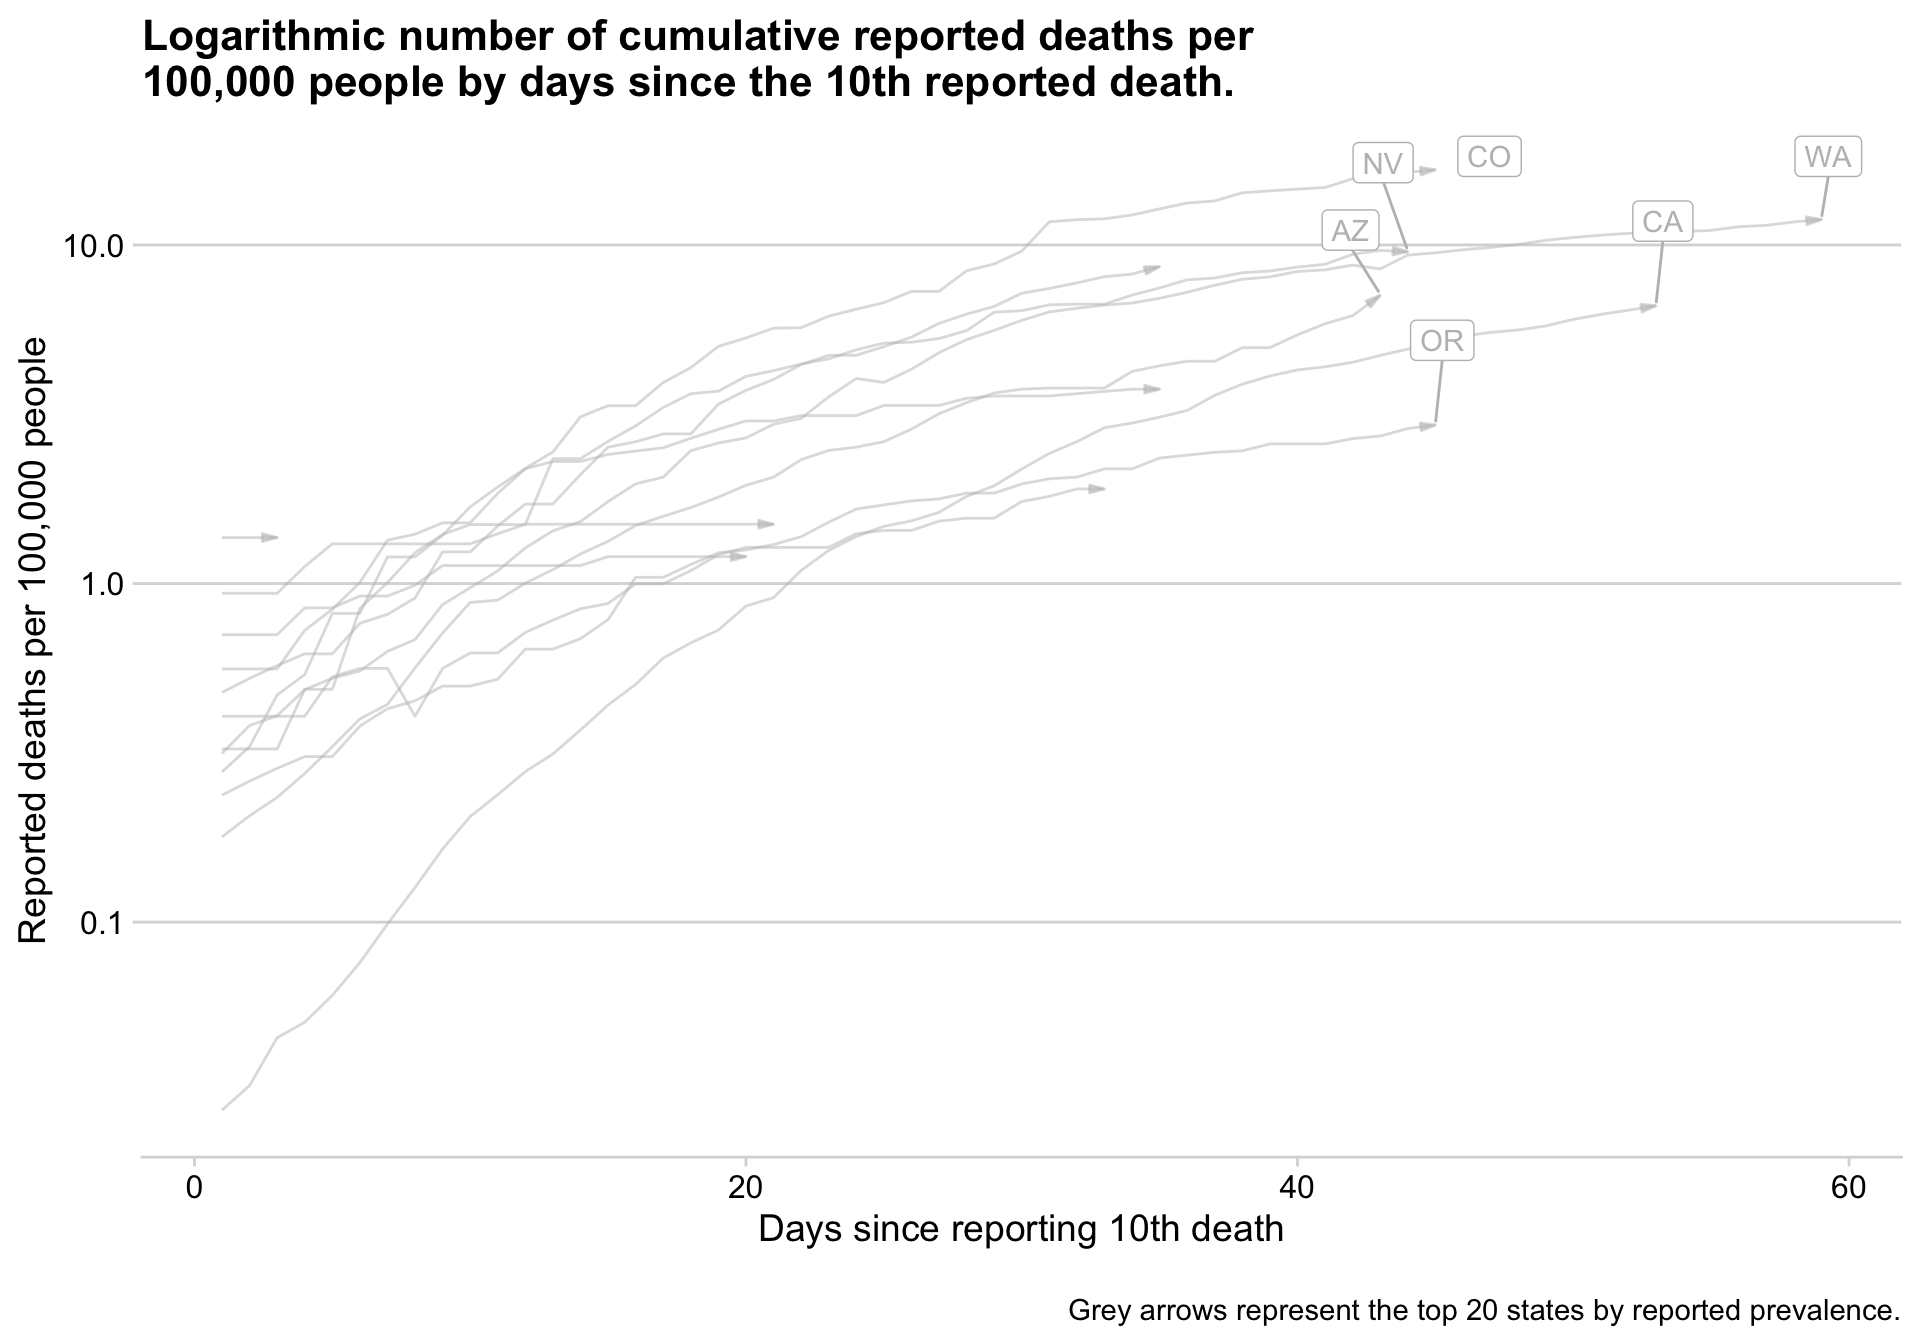 Logarithmic number of cumulative reported deaths per
100,000 people by days since the 10th reported death.
NV
CO
WA
AZ
CA
OR
Reported deaths per 100,000 people
10.0
1.0
0.1
0
20
40
60
Days since reporting 10th death
Grey arrows represent the top 20 states by reported prevalence.